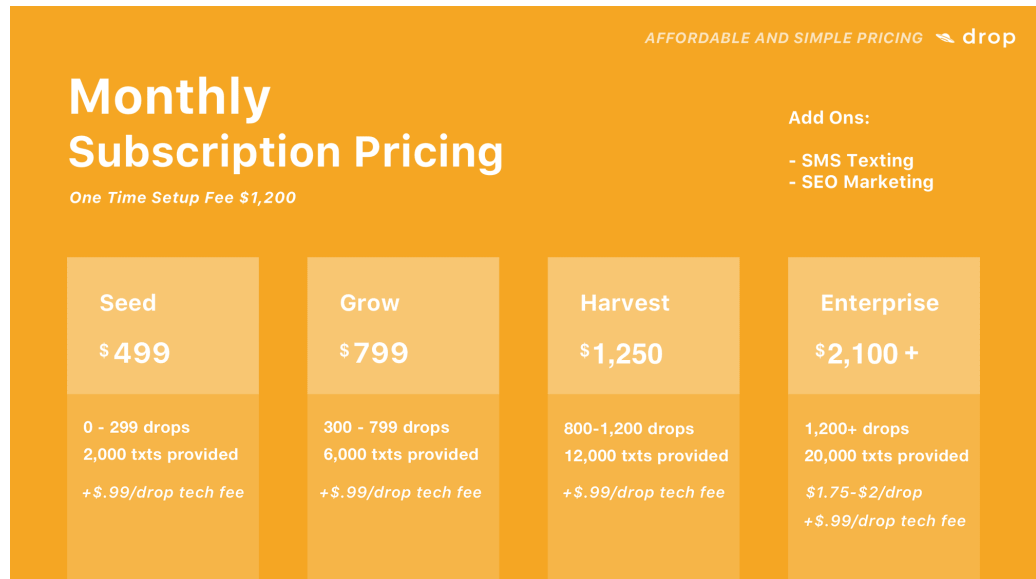 AFFORDABLE AND SIMPLE PRICING drop
Monthly
Subscription Pricing
One Time Setup Fee $1,200
Add Ons:
- SMS Texting
- SEO Marketing
Seed
$499
0 - 299 drops
2,000 txts provided
+$.99/drop tech fee
Grow
$799
300 - 799 drops
6,000 txts provided
+$.99/drop tech fee
Harvest
$1,250
800-1,200 drops
12,000 txts provided
+$.99/drop tech fee
Enterprise
$2,100 +
1,200+ drops
20,000 txts provided
$1.75-$2/drop
+$.99/drop tech fee